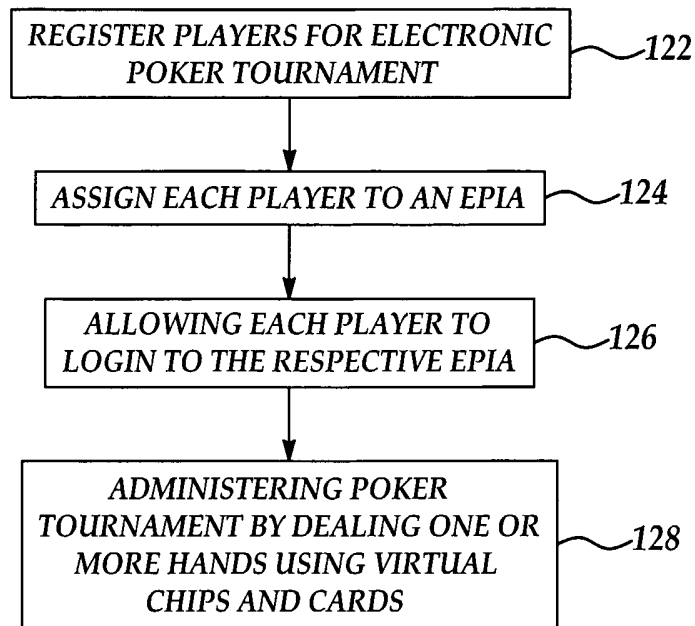 REGISTER PLAYERS FOR ELECTRONIC
POKER TOURNAMENT
122
ASSIGN EACH PLAYER TO AN EPIA
124
ALLOWING EACH PLAYER TO
LOGIN TO THE RESPECTIVE EPIA
126
ADMINISTERING POKER
TOURNAMENT BY DEALING ONE OR
MORE HANDS USING VIRTUAL
CHIPS AND CARDS
128